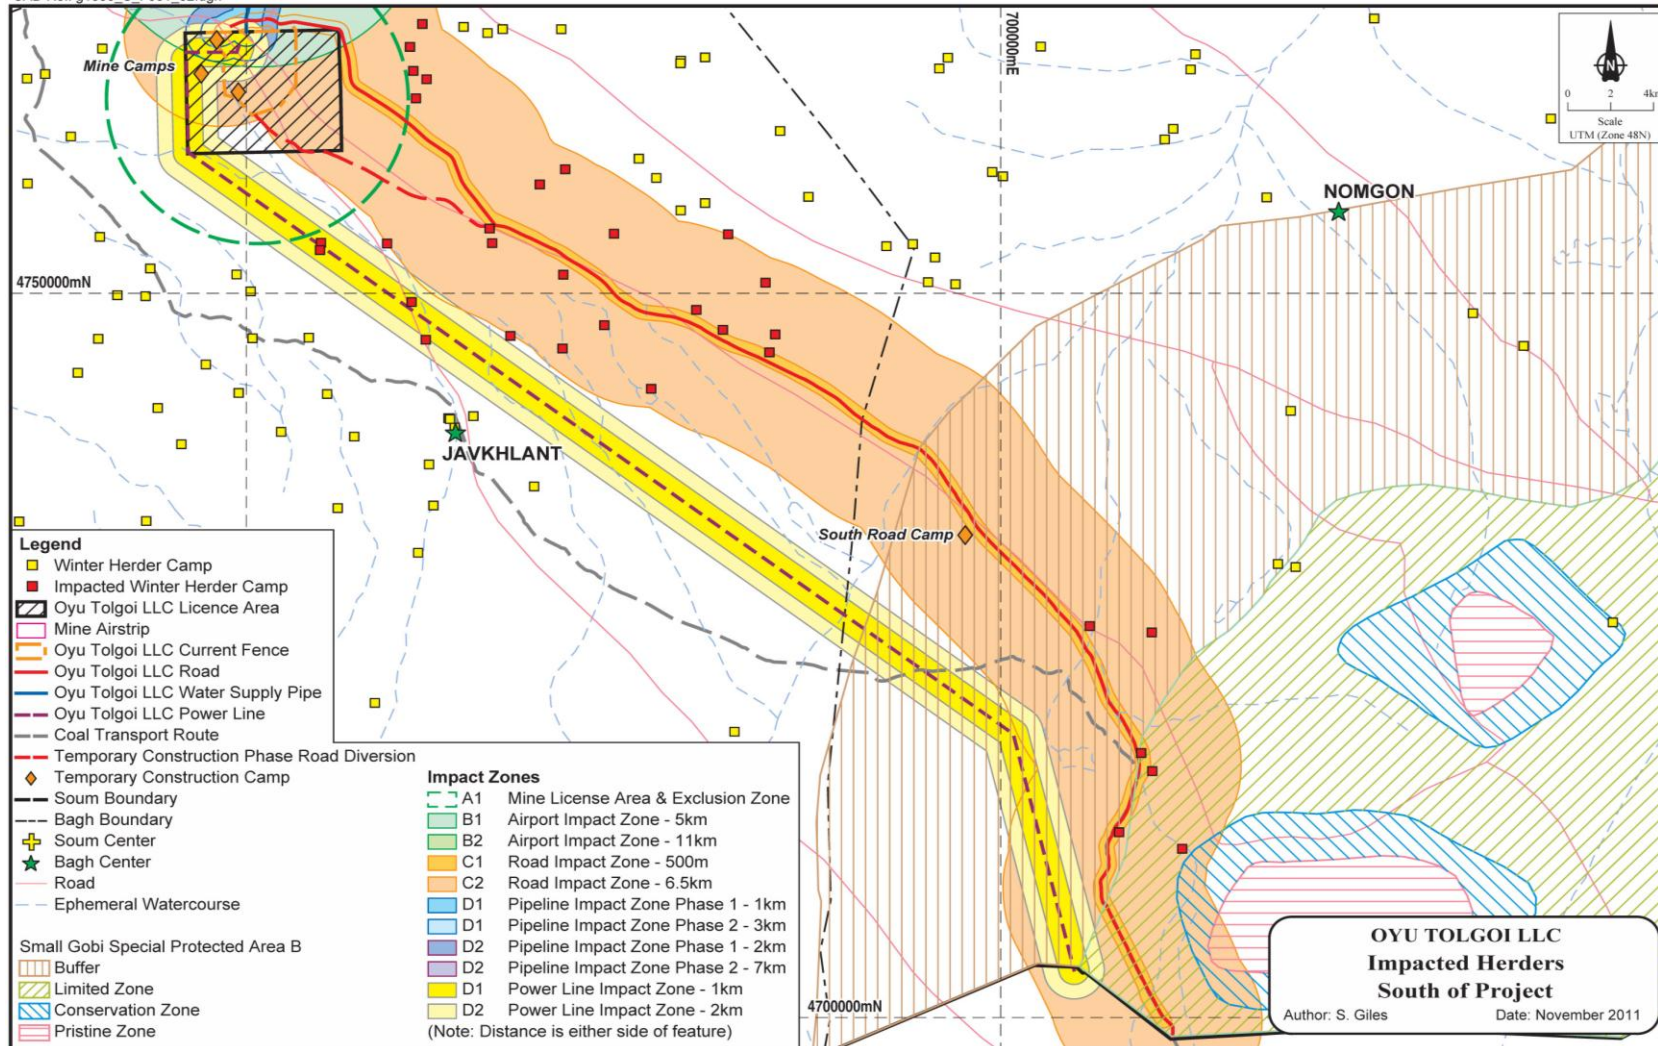 Mine Camps
700000mE
N
0 2 4km
Scale
UTM (Zone 48N)
NOMGON
4750000mN
JAVKHLANT
South Road Camp
4700000mN
Legend
Winter Herder Camp
Impacted Winter Herder Camp
Oyu Tolgoi LLC Licence Area
Mine Airstrip
Oyu Tolgoi LLC Current Fence
Oyu Tolgoi LLC Road
Oyu Tolgoi LLC Water Supply Pipe
Oyu Tolgoi LLC Power Line
Coal Transport Route
Temporary Construction Phase Road Diversion
Temporary Construction Camp
Soum Boundary
Bagh Boundary
Soum Center
Bagh Center
Road
Ephemeral Watercourse
Small Gobi Special Protected Area B
Buffer
Limited Zone
Conservation Zone
Pristine Zone
Impact Zones
A1 Mine License Area & Exclusion Zone
B1 Airport Impact Zone - 5km
B2 Airport Impact Zone - 11km
C1 Road Impact Zone - 500m
C2 Road Impact Zone - 6.5km
D1 Pipeline Impact Zone Phase 1 - 1km
D1 Pipeline Impact Zone Phase 2 - 3km
D2 Pipeline Impact Zone Phase 1 - 2km
D2 Pipeline Impact Zone Phase 2 - 7km
D1 Power Line Impact Zone - 1km
D2 Power Line Impact Zone - 2km
(Note: Distance is either side of feature)
OYU TOLGOI LLC
Impacted Herders
South of Project
Author: S. Giles Date: November 2011